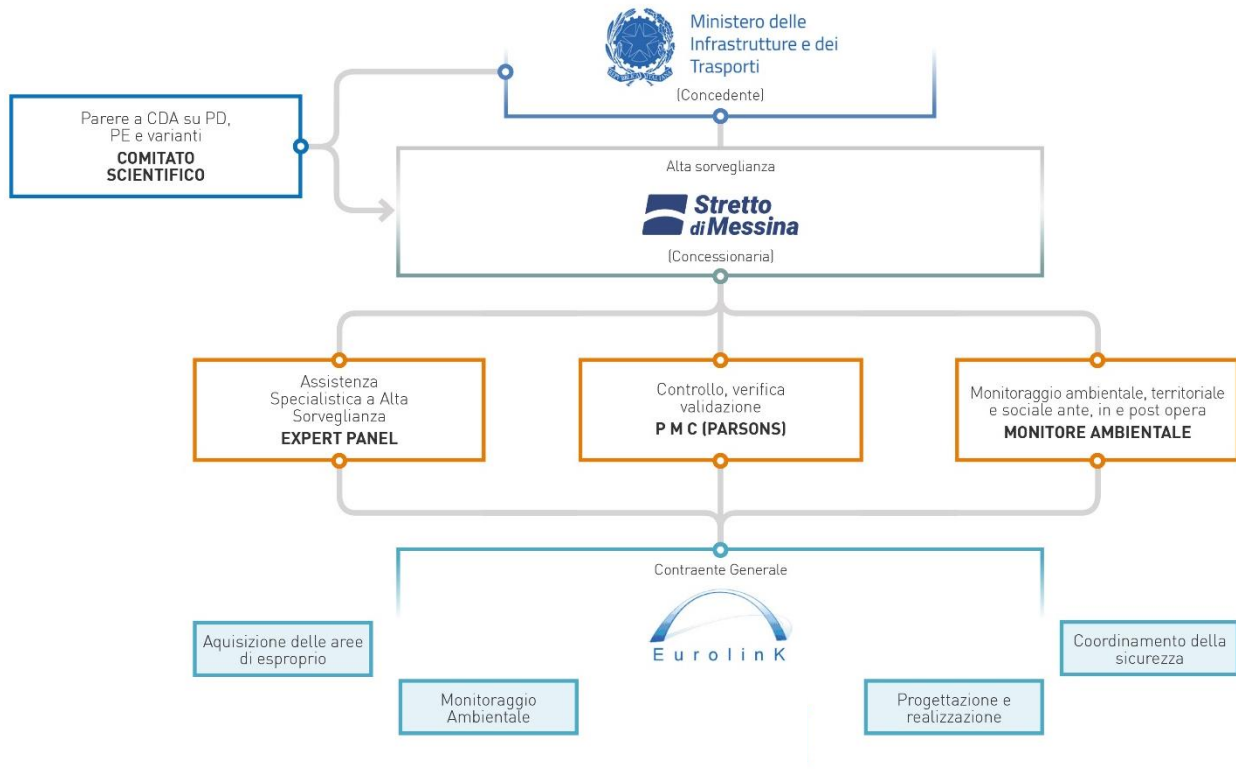 Ministero delle
Infrastrutture e dei
Trasporti
(Concedente)
Parere a CDA su PD,
PE e varianti
COMITATO
SCIENTIFICO
Alta sorveglianza
Stretto
di Messina
(Concessionaria)
Assistenza
Specialistica a Alta
Sorveglianza
EXPERT PANEL
Controllo, verifica
validazione
P M C (PARSONS)
Monitoraggio ambientale, territoriale
e sociale ante, in e post opera
MONITORE AMBIENTALE
Contraente Generale
EurolinK
Aquisizione delle aree
di esproprio
Monitoraggio
Ambientale
Progettazione e
realizzazione
Coordinamento della
sicurezza